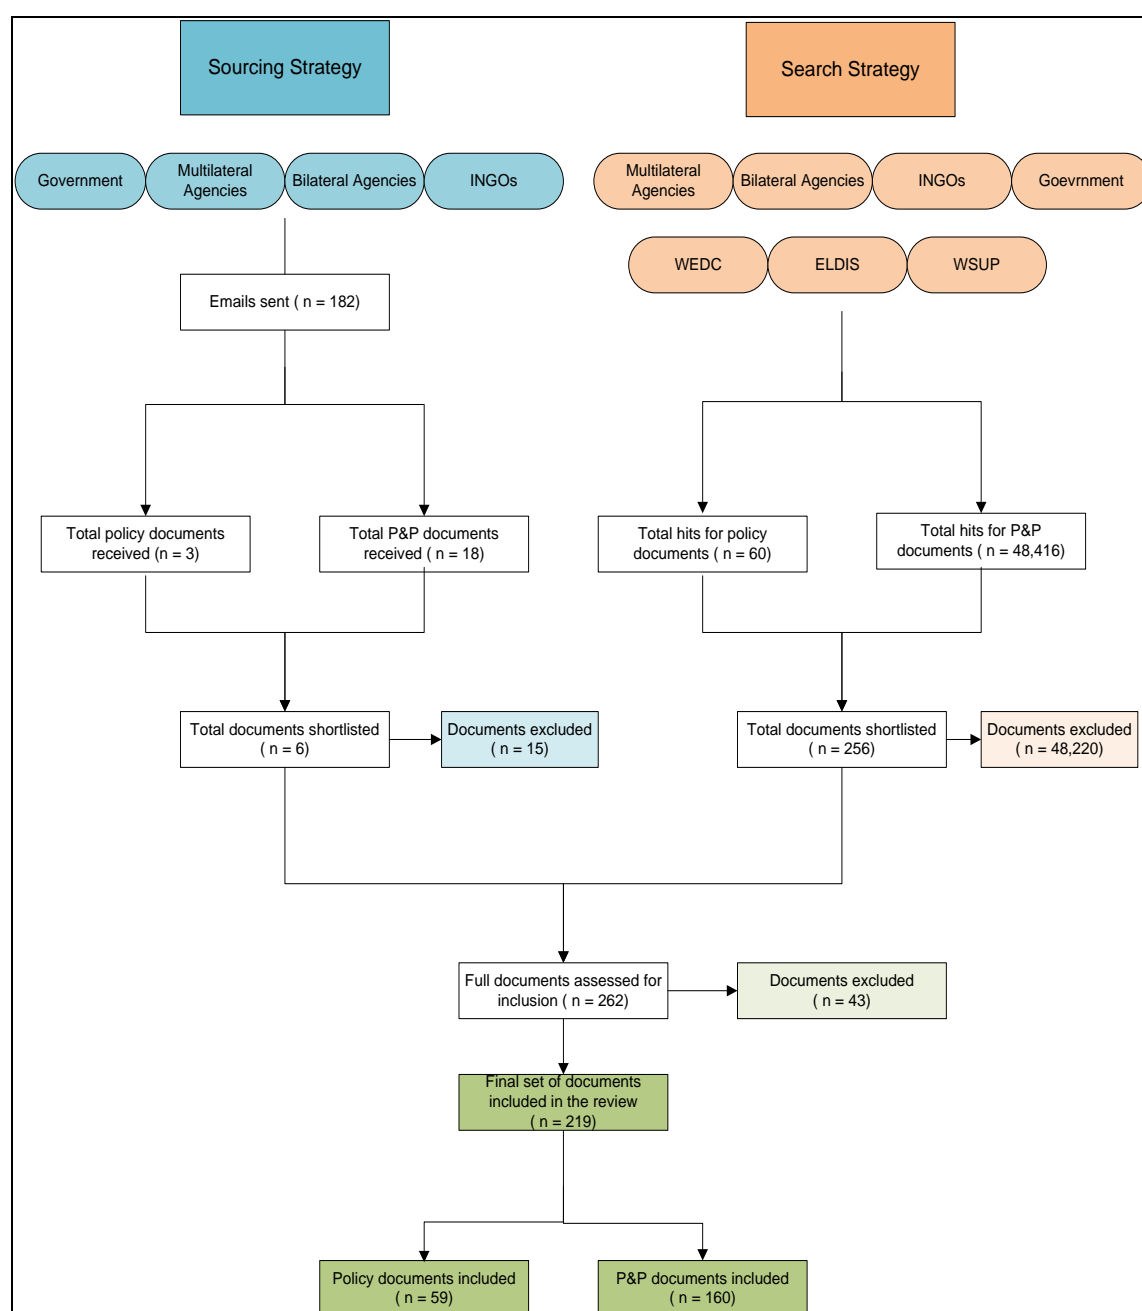 Sourcing Strategy
Search Strategy
Government
Multilateral
Agencies
Bilateral Agencies
INGOs
Multilateral
Agencies
Bilateral Agencies
INGOs
Goevrnment
WEDC
ELDIS
WSUP
Emails sent ( n = 182)
Total policy documents
received (n = 3)
Total P&P documents
received ( n = 18)
Total hits for policy
documents ( n = 60)
Total hits for P&P
documents ( n = 48,416)
Total documents shortlisted
( n = 6)
Documents excluded
( n = 15)
Total documents shortlisted
( n = 256)
Documents excluded
( n = 48,220)
Full documents assessed for
inclusion ( n = 262)
Documents excluded
( n = 43)
Final set of documents
included in the review
( n = 219)
Policy documents included
( n = 59)
P&P documents included
( n = 160)